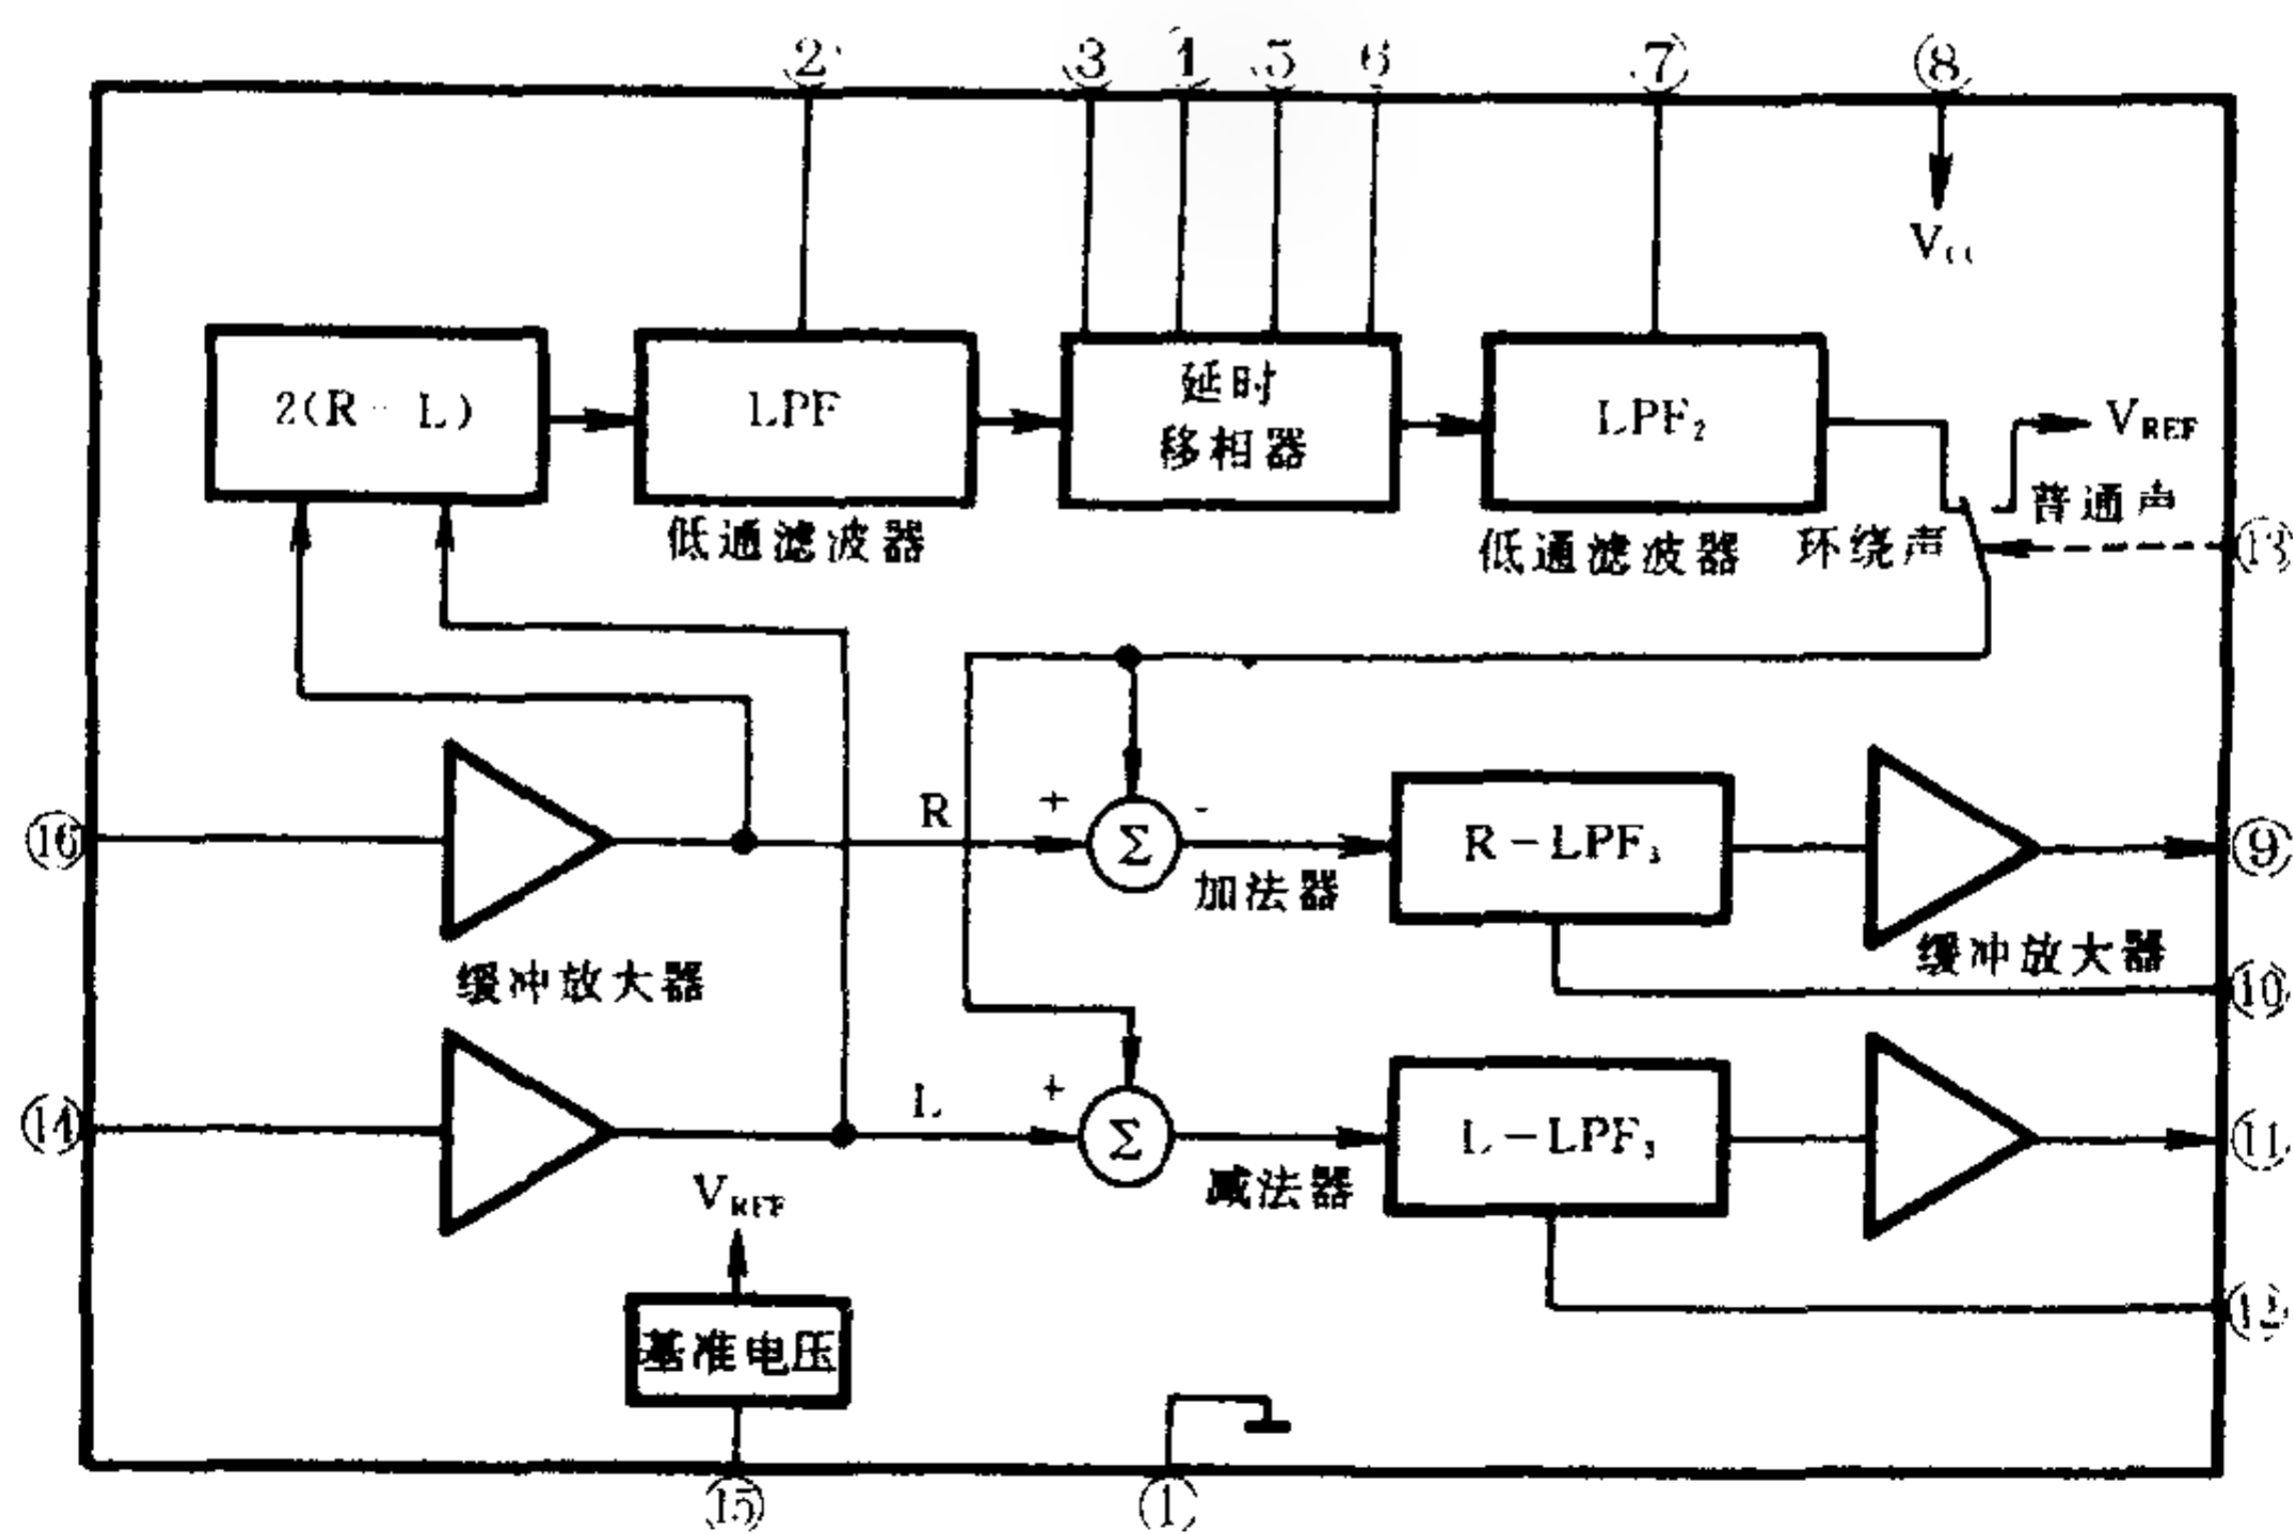 ② ③ 4 5 6 ⑦ ⑧
V
2(R-L)
LPF
延时
移相器
LPF₂
V_REF
低通滤波器
低通滤波器
环绕声
普通声
⑬
⑯
R
+
-
Σ
加法器
R-LPF₃
⑨
缓冲放大器
缓冲放大器
⑩
⑭
L
+
Σ
减法器
L-LPF₃
⑪
V_REF
⑫
基准电压
⑮
①